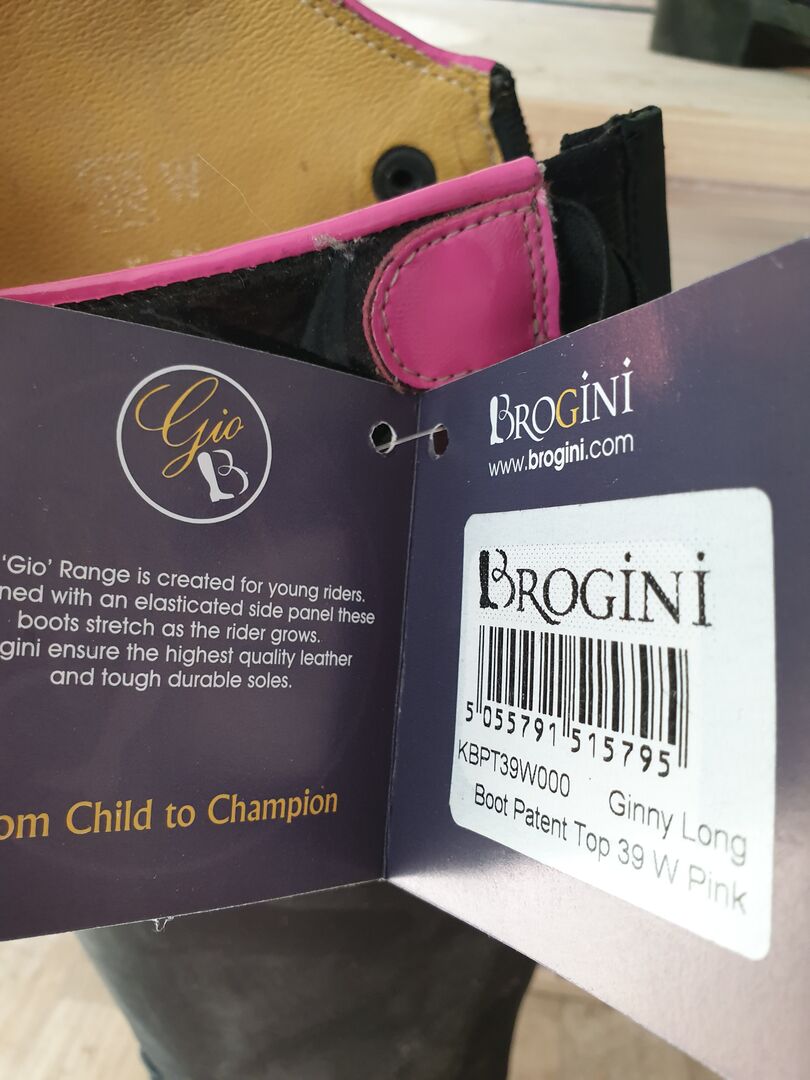 Gio
B
'Gio' Range is created for young riders.
ned with an elasticated side panel these
boots stretch as the rider grows.
gini ensure the highest quality leather
and tough durable soles.
om Child to Champion
BROGiNi
www.brogini.com
BROGiNi
5 055791 515795
KBPT39W000 Ginny Long
Boot Patent Top 39 W Pink